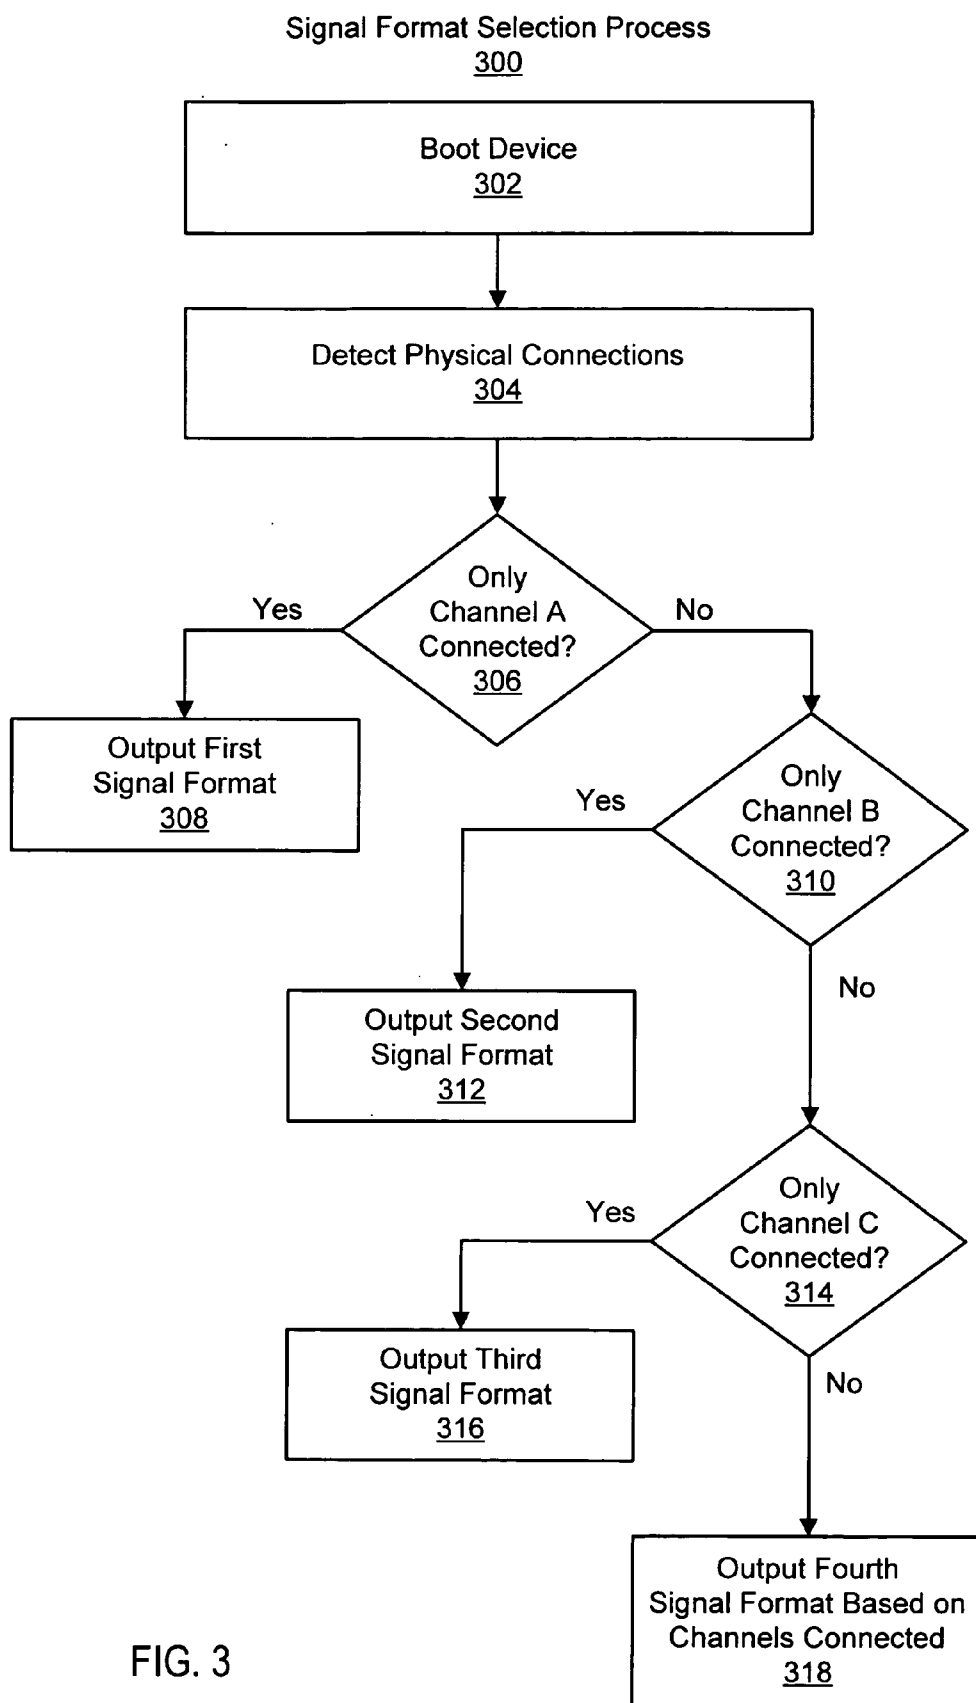 Signal Format Selection Process
300
Boot Device
302
Detect Physical Connections
304
Only
Channel A
Connected?
306
Yes
No
Output First
Signal Format
308
Only
Channel B
Connected?
310
Yes
No
Output Second
Signal Format
312
Only
Channel C
Connected?
314
Yes
No
Output Third
Signal Format
316
Output Fourth
Signal Format Based on
Channels Connected
318
FIG. 3